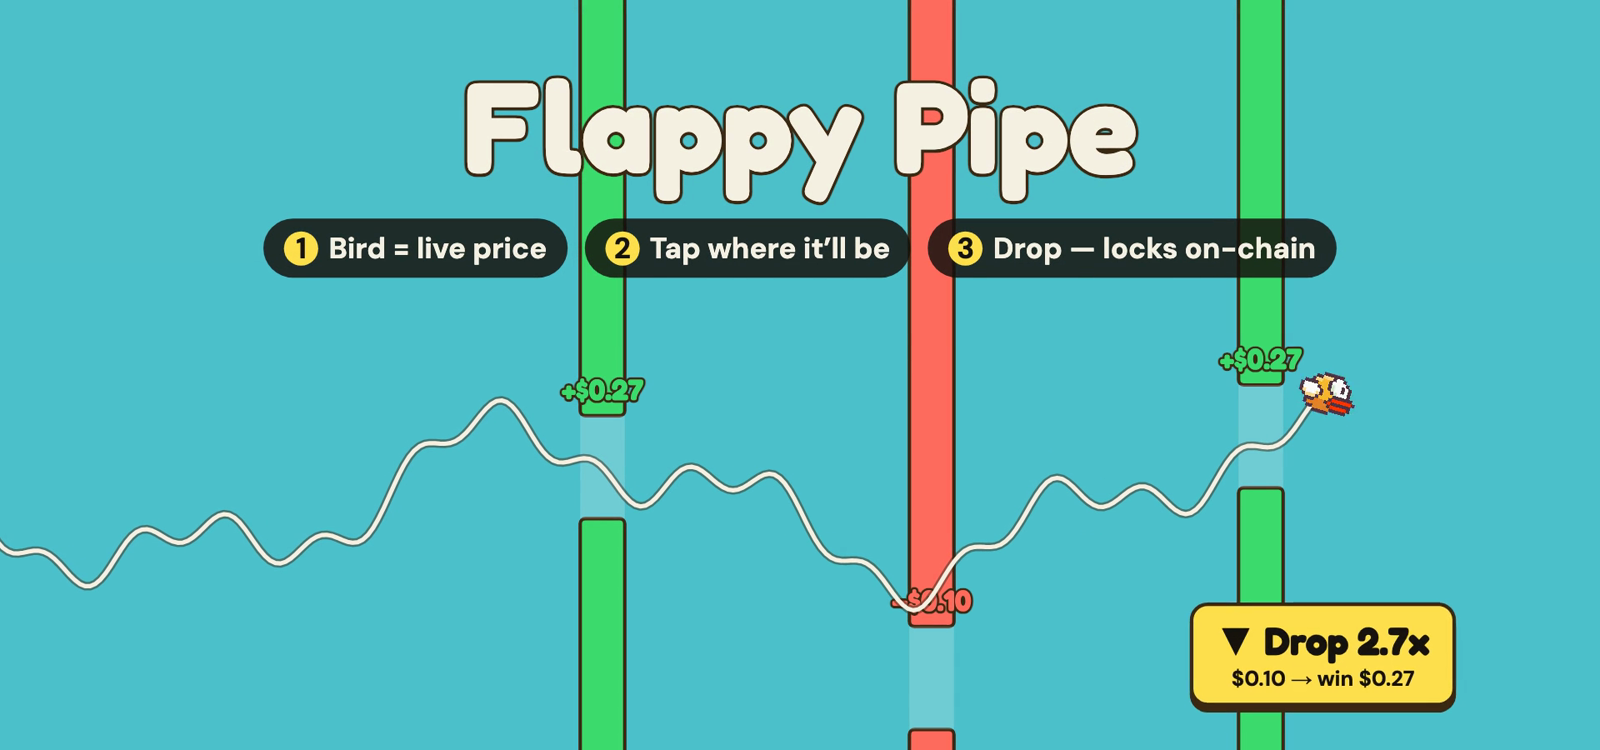 Flappy Pipe
1 Bird = live price
2 Tap where it’ll be
3 Drop — locks on-chain
+$0.27
+$0.27
-$0.10
▼ Drop 2.7x
$0.10 → win $0.27